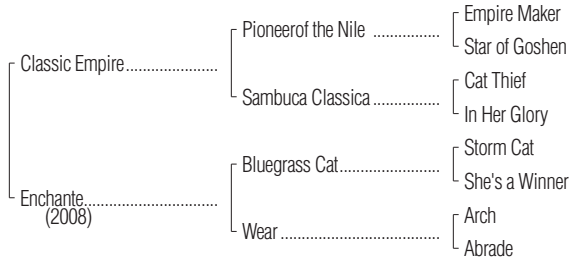 Empire Maker
Pioneerof the Nile ................
Star of Goshen
Classic Empire......................
Cat Thief
Sambuca Classica................
In Her Glory
Storm Cat
Bluegrass Cat........................
She's a Winner
Enchante................................
(2008)
Arch
Wear ......................................
Abrade